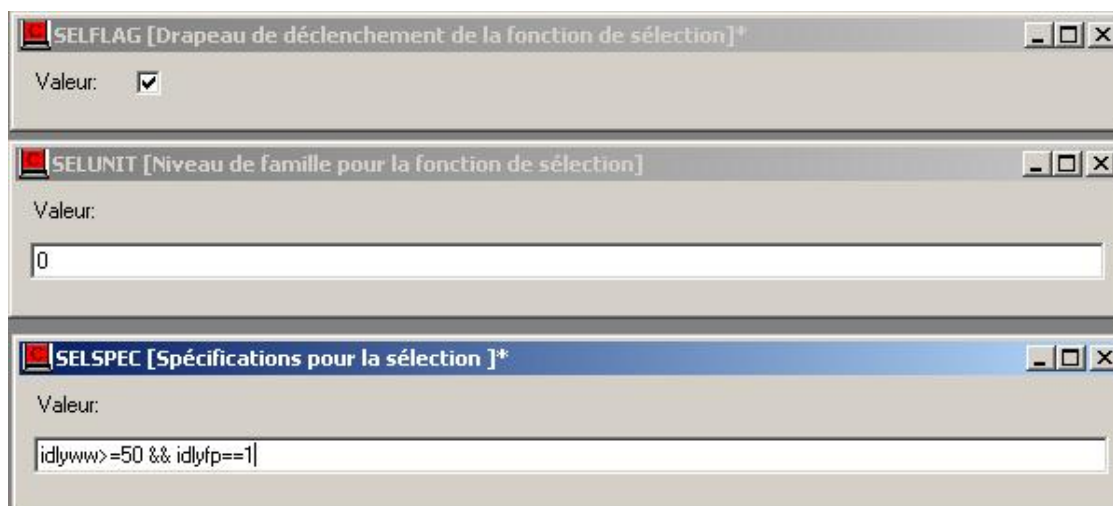 SELFLAG [Drapeau de déclenchement de la fonction de sélection]*
Valeur:
SELUNIT [Niveau de famille pour la fonction de sélection]
Valeur:
0
SELSPEC [Spécifications pour la sélection ]*
Valeur:
idlyww>=50 && idlyfp==1